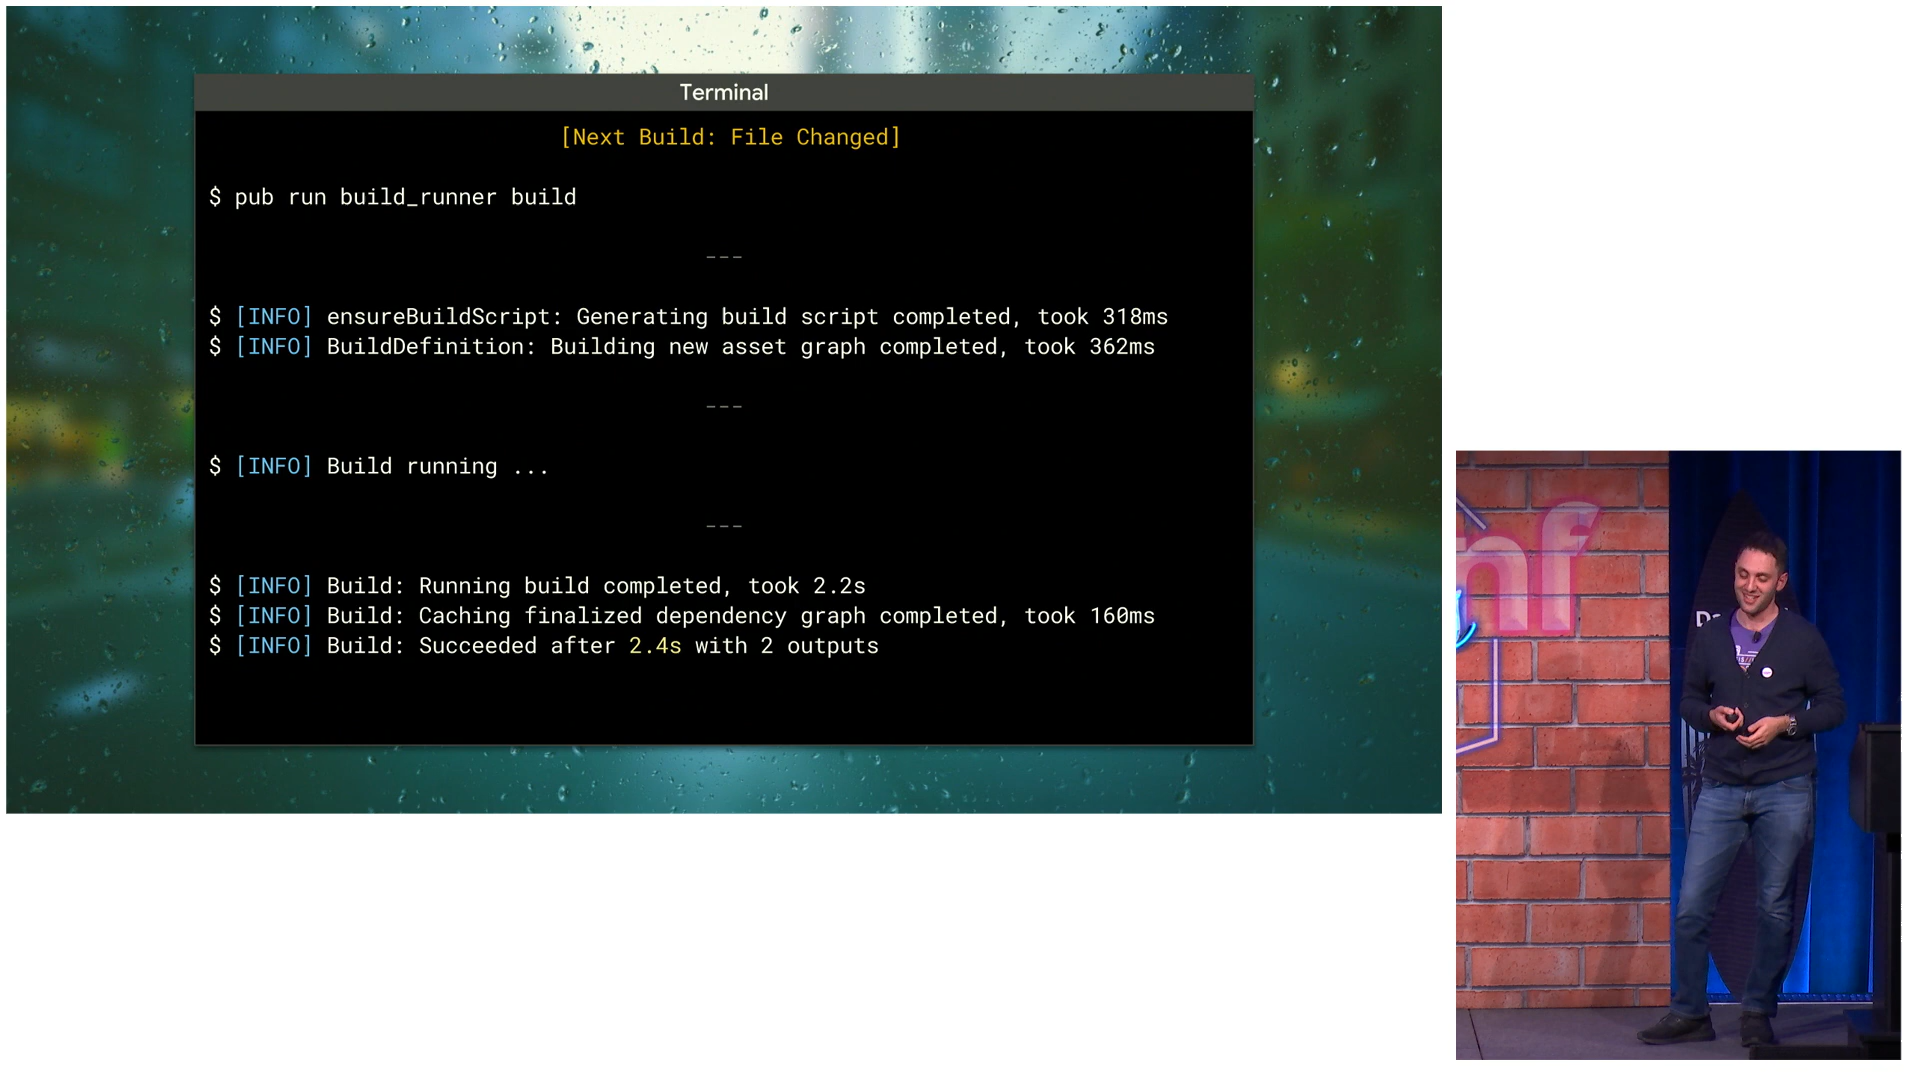 Terminal
[Next Build: File Changed]
$ pub run build_runner build
---
$ [INFO] ensureBuildScript: Generating build script completed, took 318ms
$ [INFO] BuildDefinition: Building new asset graph completed, took 362ms
---
$ [INFO] Build running ...
---
$ [INFO] Build: Running build completed, took 2.2s
$ [INFO] Build: Caching finalized dependency graph completed, took 160ms
$ [INFO] Build: Succeeded after 2.4s with 2 outputs
nf